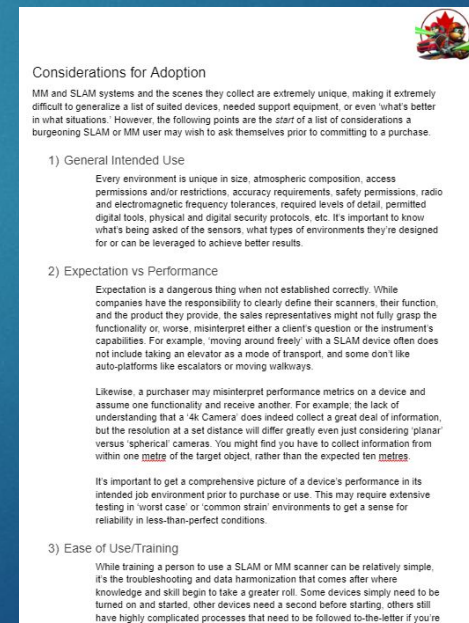 Considerations for Adoption
MM and SLAM systems and the scenes they collect are extremely unique, making it extremely
difficult to generalize a list of suited devices, needed support equipment, or even 'what's better
in what situations.' However, the following points are the start of a list of considerations a
burgeoning SLAM or MM user may wish to ask themselves prior to committing to a purchase.
1) General Intended Use
Every environment is unique in size, atmospheric composition, access
permissions and/or restrictions, accuracy requirements, safety permissions, radio
and electromagnetic frequency tolerances, required levels of detail, permitted
digital tools, physical and digital security protocols, etc. It's important to know
what's being asked of the sensors, what types of environments they're designed
for or can be leveraged to achieve better results.
2) Expectation vs Performance
Expectation is a dangerous thing when not established correctly. While
companies have the responsibility to clearly define their scanners, their function,
and the product they provide, the sales representatives might not fully grasp the
functionality or, worse, misinterpret either a client's question or the instrument's
capabilities. For example, 'moving around freely' with a SLAM device often does
not include taking an elevator as a mode of transport, and some don't like
auto-platforms like escalators or moving walkways.
Likewise, a purchaser may misinterpret performance metrics on a device and
assume one functionality and receive another. For example; the lack of
understanding that a '4k Camera' does indeed collect a great deal of information,
but the resolution at a set distance will differ greatly even just considering 'planar'
versus 'spherical' cameras. You might find you have to collect information from
within one metre of the target object, rather than the expected ten metres.
It's important to get a comprehensive picture of a device's performance in its
intended job environment prior to purchase or use. This may require extensive
testing in 'worst case' or 'common strain' environments to get a sense for
reliability in less-than-perfect conditions.
3) Ease of Use/Training
While training a person to use a SLAM or MM scanner can be relatively simple,
it's the troubleshooting and data harmonization that comes after where
knowledge and skill begin to take a greater roll. Some devices simply need to be
turned on and started, other devices need a second before starting, others still
have highly complicated processes that need to be followed to-the-letter if you're